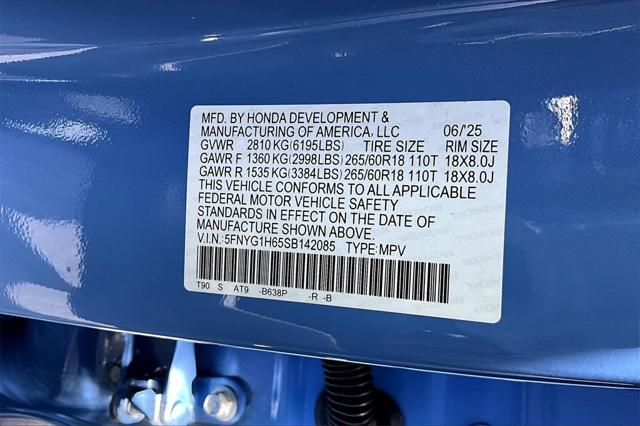 MFD. BY HONDA DEVELOPMENT &
MANUFACTURING OF AMERICA, LLC 06/'25
GVWR 2810 KG(6195LBS) TIRE SIZE RIM SIZE
GAWR F 1360 KG(2998LBS) 265/60R18 110T 18X8.0J
GAWR R 1535 KG(3384LBS) 265/60R18 110T 18X8.0J
THIS VEHICLE CONFORMS TO ALL APPLICABLE
FEDERAL MOTOR VEHICLE SAFETY
STANDARDS IN EFFECT ON THE DATE OF
MANUFACTURE SHOWN ABOVE.
V.I.N.:5FNYG1H65SB142085 TYPE:MPV
T90 S AT9 -B638P -R -B